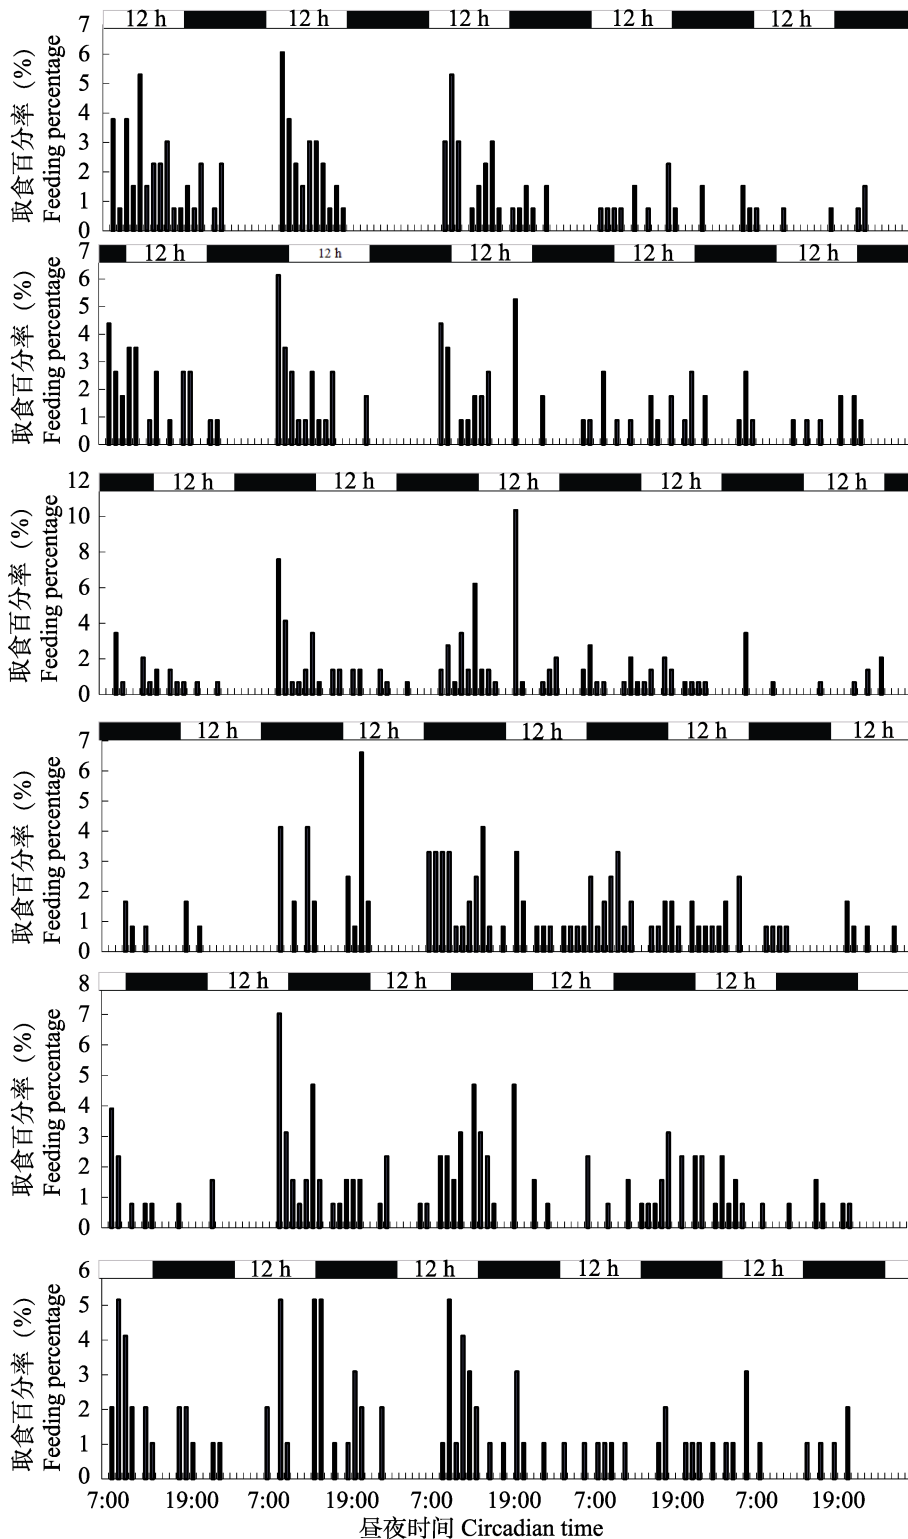 12 h 12 h 12 h 12 h 12 h
7
6
5
4
3
2
1
0
取食百分率 (%)
Feeding percentage
12 h 12 h 12 h 12 h 12 h
7
6
5
4
3
2
1
0
取食百分率 (%)
Feeding percentage
12 h 12 h 12 h 12 h 12 h
12
10
8
6
4
2
0
取食百分率 (%)
Feeding percentage
12 h 12 h 12 h 12 h 12 h
7
6
5
4
3
2
1
0
取食百分率 (%)
Feeding percentage
12 h 12 h 12 h 12 h
8
7
6
5
4
3
2
1
0
取食百分率 (%)
Feeding percentage
12 h 12 h 12 h 12 h
6
5
4
3
2
1
0
取食百分率 (%)
Feeding percentage
7:00 19:00 7:00 19:00 7:00 19:00 7:00 19:00 7:00 19:00
昼夜时间 Circadian time